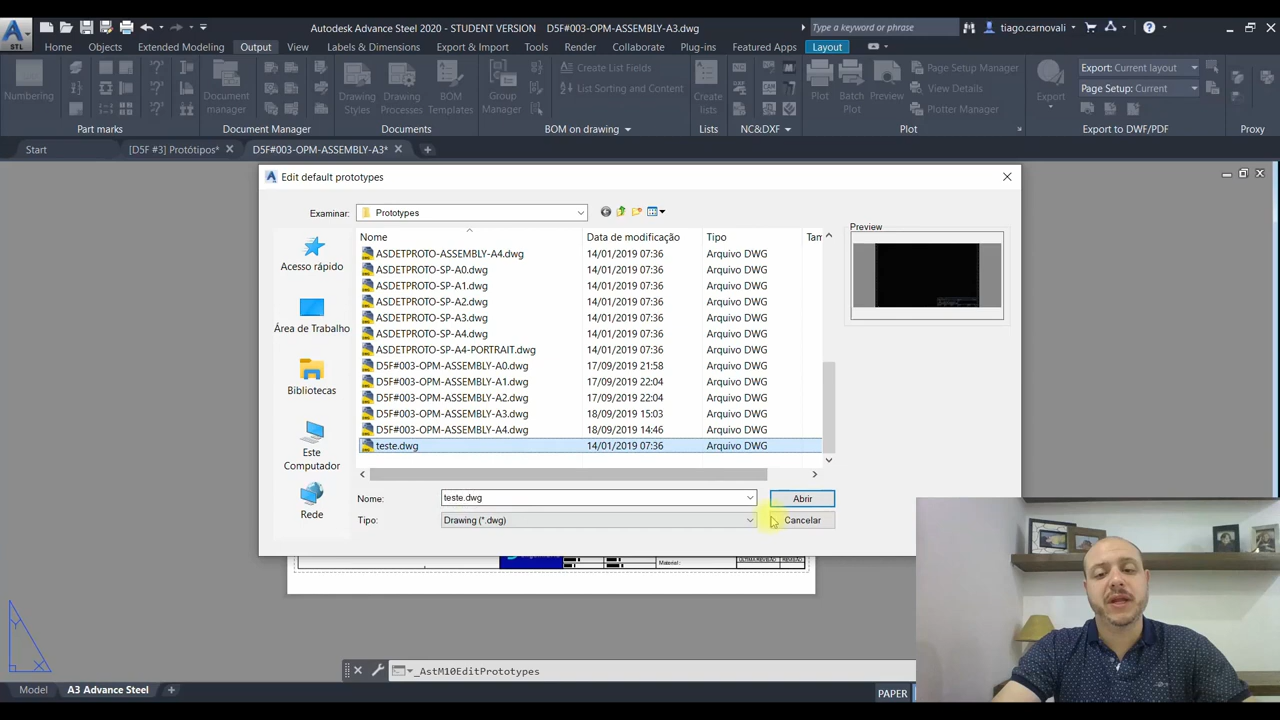 Autodesk Advance Steel 2020 - STUDENT VERSION D5F#003-OPM-ASSEMBLY-A3.dwg
Type a keyword or phrase
tiago.carnovali
STL
Home Objects Extended Modeling Output View Labels & Dimensions Export & Import Tools Render Collaborate Plug-ins Featured Apps Layout
Numbering
Document manager
Drawing Styles
Drawing Processes
BOM Templates
Group Manager
Create List Fields
List Sorting and Content
Create lists
Plot
Batch Plot
Preview
Page Setup Manager
View Details
Plotter Manager
Export
Export: Current layout
Page Setup: Current
Part marks Document Manager Documents BOM on drawing Lists NC&DXF Plot Export to DWF/PDF Proxy
Start [D5F #3] Protótipos* D5F#003-OPM-ASSEMBLY-A3*
Edit default prototypes
Examinar: Prototypes
Preview
Nome Data de modificação Tipo Tam
ASDETPROTO-ASSEMBLY-A4.dwg 14/01/2019 07:36 Arquivo DWG
ASDETPROTO-SP-A0.dwg 14/01/2019 07:36 Arquivo DWG
ASDETPROTO-SP-A1.dwg 14/01/2019 07:36 Arquivo DWG
ASDETPROTO-SP-A2.dwg 14/01/2019 07:36 Arquivo DWG
ASDETPROTO-SP-A3.dwg 14/01/2019 07:36 Arquivo DWG
ASDETPROTO-SP-A4.dwg 14/01/2019 07:36 Arquivo DWG
ASDETPROTO-SP-A4-PORTRAIT.dwg 14/01/2019 07:36 Arquivo DWG
D5F#003-OPM-ASSEMBLY-A0.dwg 17/09/2019 21:58 Arquivo DWG
D5F#003-OPM-ASSEMBLY-A1.dwg 17/09/2019 22:04 Arquivo DWG
D5F#003-OPM-ASSEMBLY-A2.dwg 17/09/2019 22:04 Arquivo DWG
D5F#003-OPM-ASSEMBLY-A3.dwg 18/09/2019 15:03 Arquivo DWG
D5F#003-OPM-ASSEMBLY-A4.dwg 18/09/2019 14:46 Arquivo DWG
teste.dwg 14/01/2019 07:36 Arquivo DWG
Acesso rápido
Área de Trabalho
Bibliotecas
Este Computador
Rede
Nome: teste.dwg Abrir
Tipo: Drawing (*.dwg) Cancelar
Material:
Y
X
_AstM10EditPrototypes
Model A3 Advance Steel
PAPER